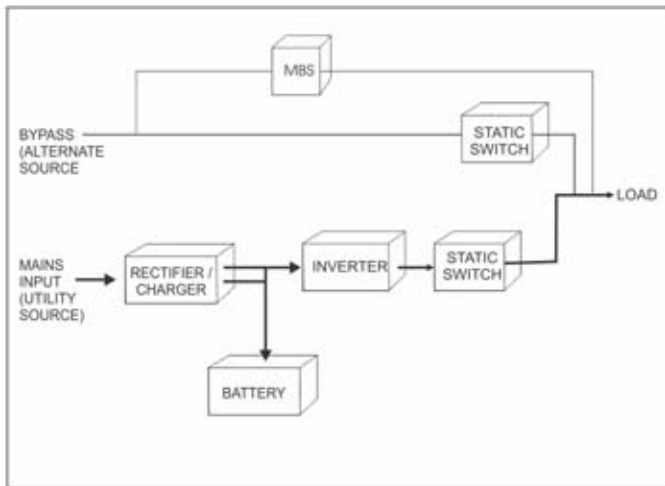 MBS
BYPASS
(ALTERNATE
SOURCE
STATIC
SWITCH
LOAD
MAINS
INPUT
(UTILITY
SOURCE)
RECTIFIER /
CHARGER
INVERTER
STATIC
SWITCH
BATTERY